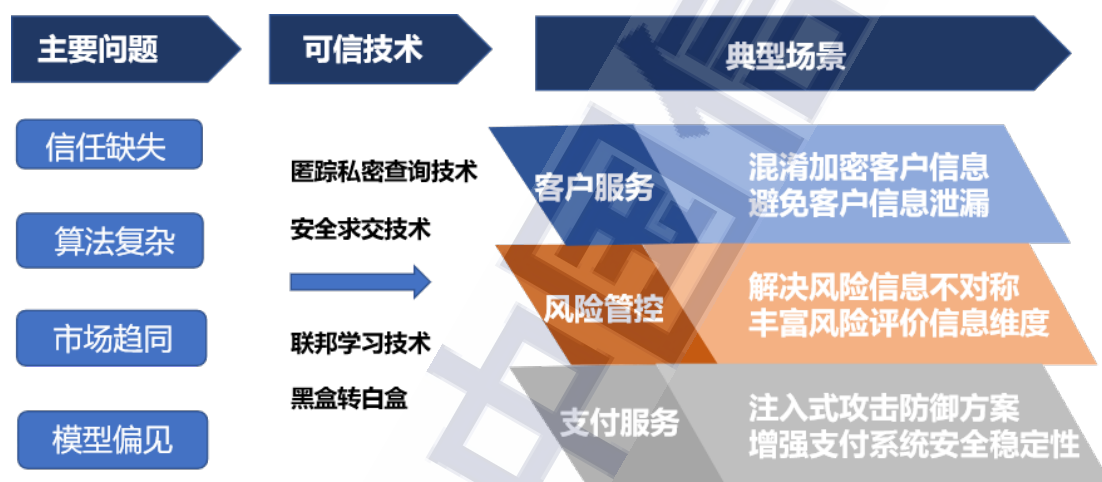 主要问题
可信技术
典型场景
信任缺失
算法复杂
市场趋同
模型偏见
匿踪私密查询技术
安全求交技术
联邦学习技术
黑盒转白盒
客户服务
混淆加密客户信息
避免客户信息泄漏
风险管控
解决风险信息不对称
丰富风险评价信息维度
支付服务
注入式攻击防御方案
增强支付系统安全稳定性